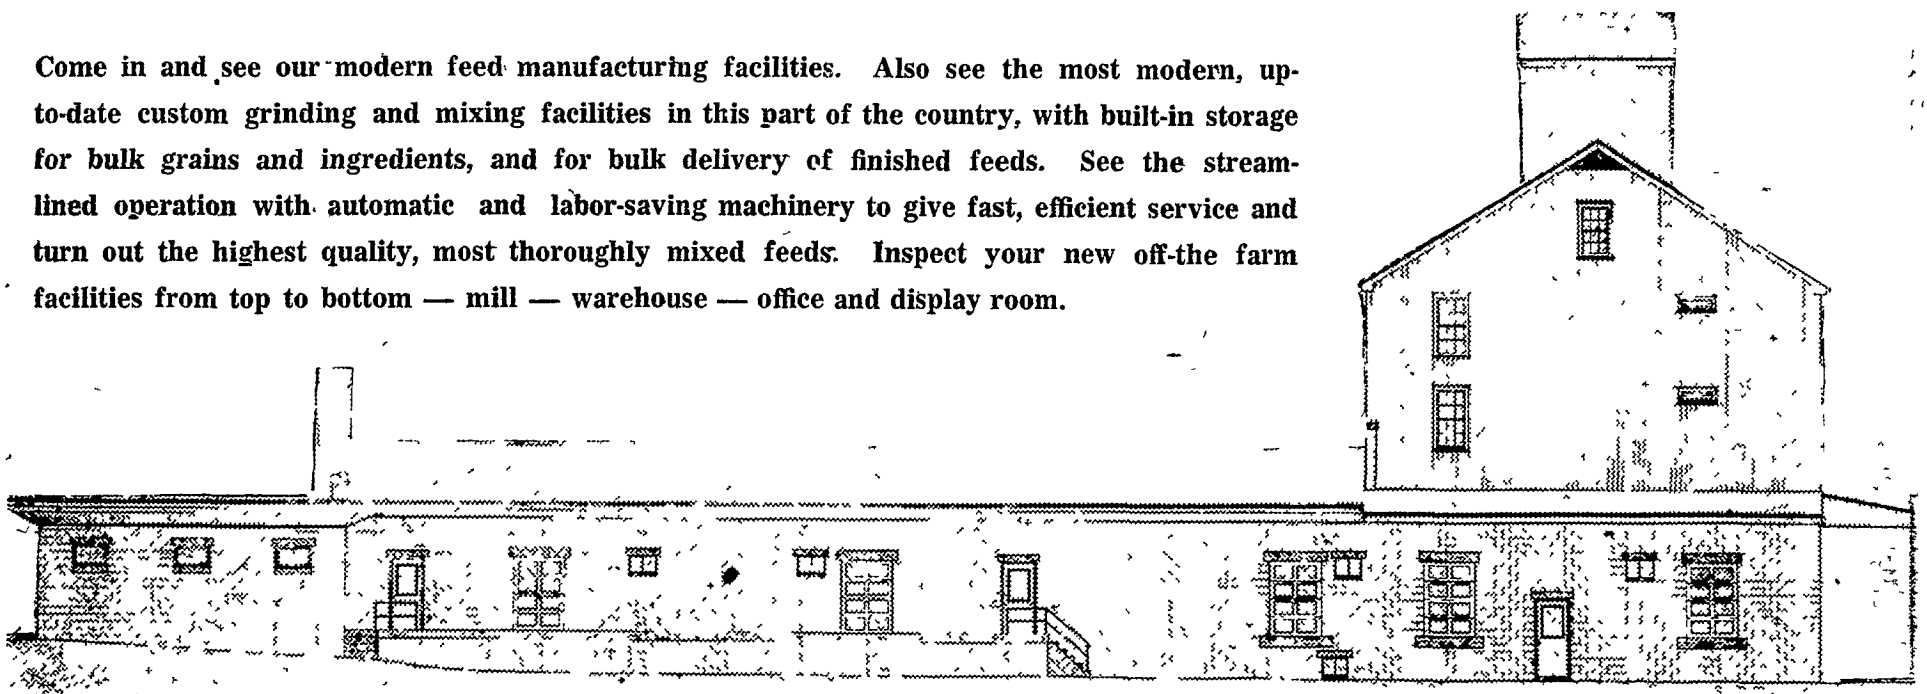 Come in and see our modern feed manufacturing facilities. Also see the most modern, up-
to-date custom grinding and mixing facilities in this part of the country, with built-in storage
for bulk grains and ingredients, and for bulk delivery of finished feeds. See the stream-
lined operation with automatic and labor-saving machinery to give fast, efficient service and
turn out the highest quality, most thoroughly mixed feeds. Inspect your new off-the farm
facilities from top to bottom — mill — warehouse — office and display room.